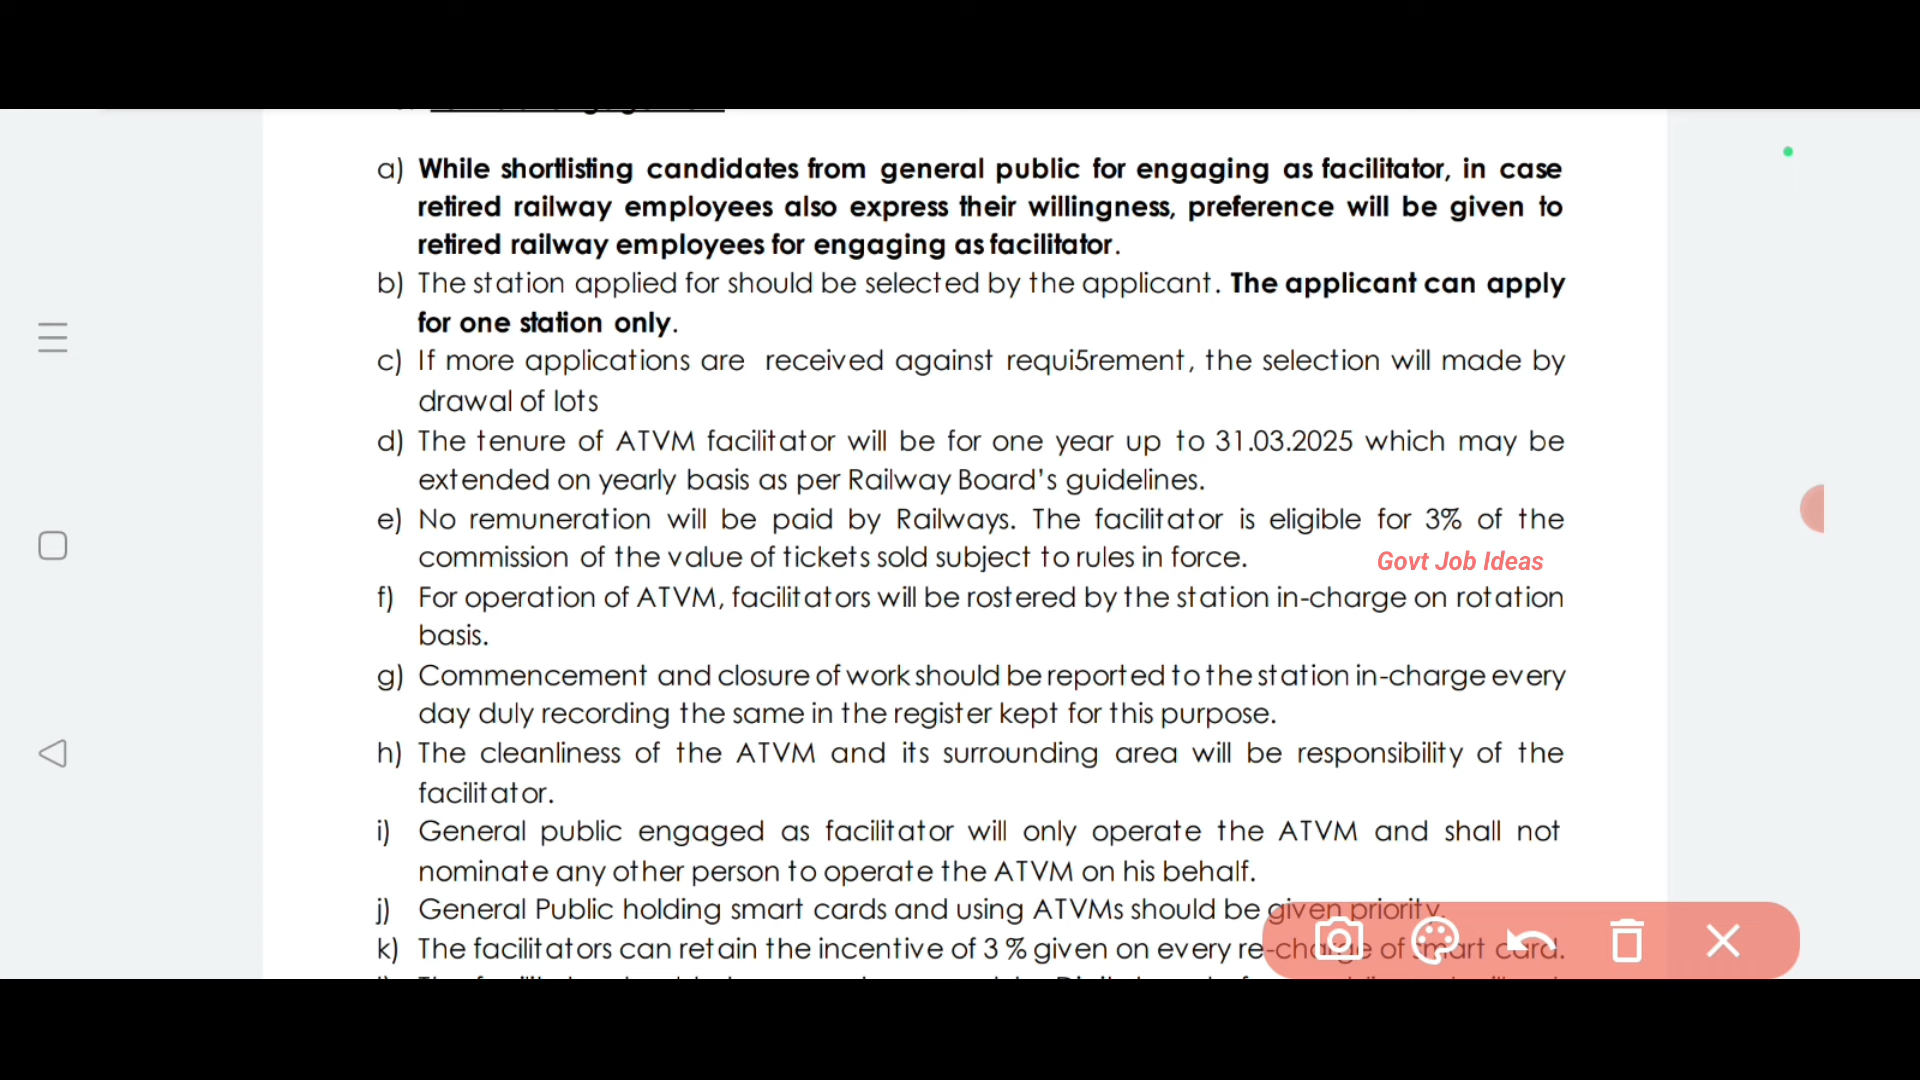 a) While shortlisting candidates from general public for engaging as facilitator, in case
retired railway employees also express their willingness, preference will be given to
retired railway employees for engaging as facilitator.
b) The station applied for should be selected by the applicant. The applicant can apply
for one station only.
c) If more applications are received against requi5rement, the selection will made by
drawal of lots
d) The tenure of ATVM facilitator will be for one year up to 31.03.2025 which may be
extended on yearly basis as per Railway Board's guidelines.
e) No remuneration will be paid by Railways. The facilitator is eligible for 3% of the
commission of the value of tickets sold subject to rules in force.
Govt Job Ideas
f) For operation of ATVM, facilitators will be rostered by the station in-charge on rotation
basis.
g) Commencement and closure of work should be reported to the station in-charge every
day duly recording the same in the register kept for this purpose.
h) The cleanliness of the ATVM and its surrounding area will be responsibility of the
facilitator.
i) General public engaged as facilitator will only operate the ATVM and shall not
nominate any other person to operate the ATVM on his behalf.
j) General Public holding smart cards and using ATVMs should be given priority.
k) The facilitators can retain the incentive of 3 % given on every re-charge of smart card.